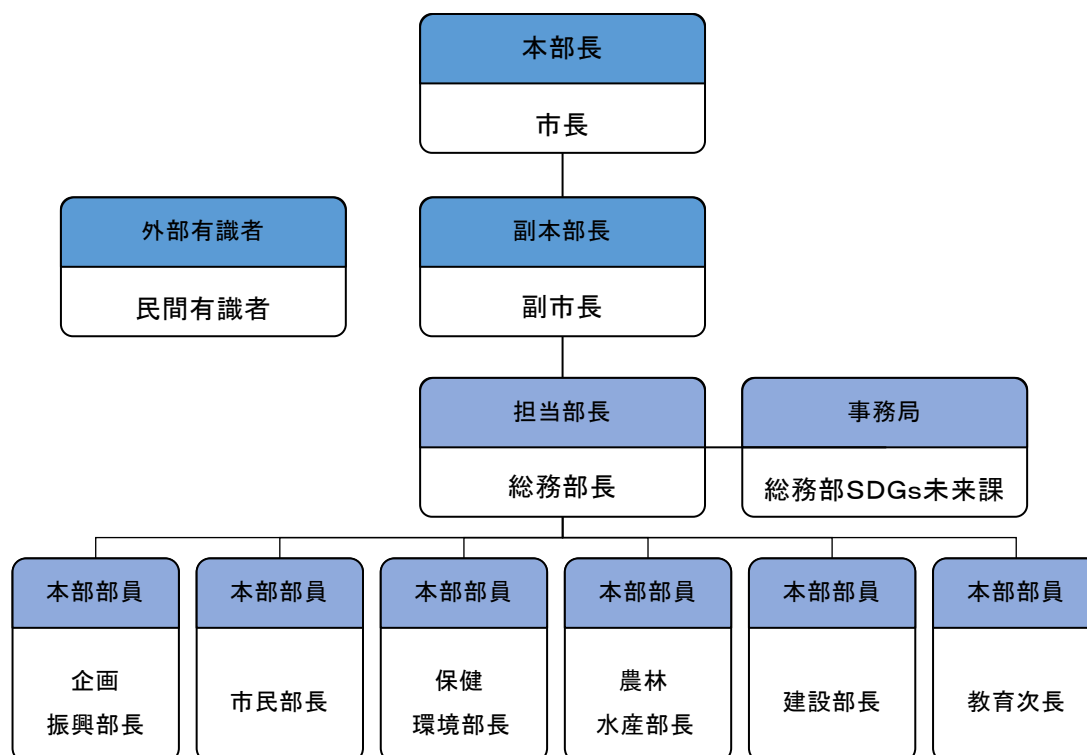 本部長
市長
外部有識者
民間有識者
副本部長
副市長
担当部長
総務部長
事務局
総務部SDGs未来課
本部部員
企画
振興部長
本部部員
市民部長
本部部員
保健
環境部長
本部部員
農林
水産部長
本部部員
建設部長
本部部員
教育次長